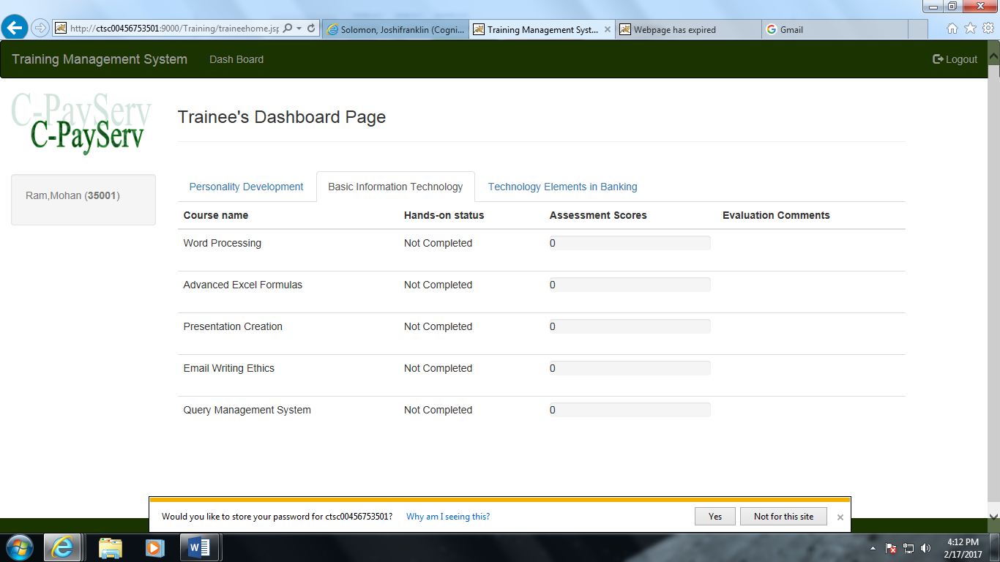 http://ctsc00456753501:9000/Training/traineehome.jsp
Solomon, Joshifranklin (Cogni...
Training Management Syst...
Webpage has expired
Gmail
Training Management System
Dash Board
Logout
C-PayServ
C-PayServ
Trainee's Dashboard Page
Ram,Mohan (35001)
Personality Development
Basic Information Technology
Technology Elements in Banking
Course name Hands-on status Assessment Scores Evaluation Comments
Word Processing Not Completed 0
Advanced Excel Formulas Not Completed 0
Presentation Creation Not Completed 0
Email Writing Ethics Not Completed 0
Query Management System Not Completed 0
Would you like to store your password for ctsc00456753501? Why am I seeing this? Yes Not for this site
4:12 PM
2/17/2017